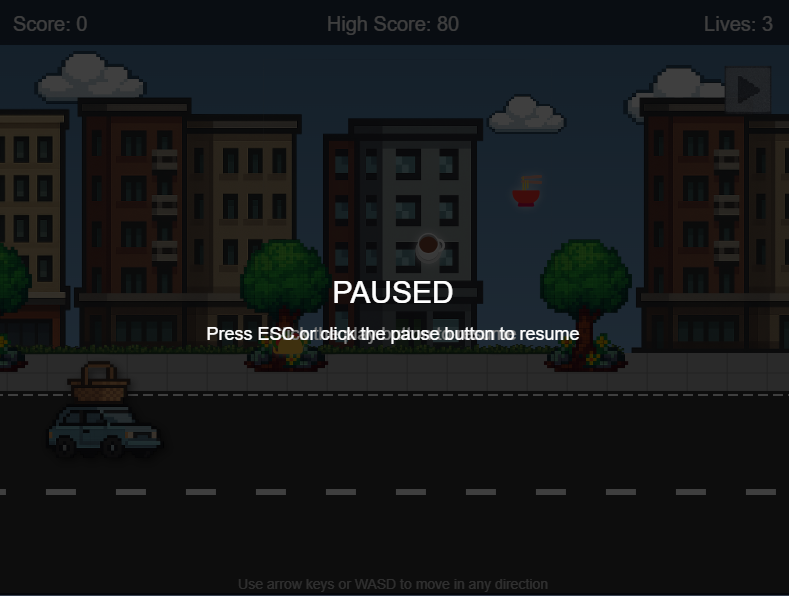 Score: 0
High Score: 80
Lives: 3
PAUSED
Press ESC or click the pause button to resume
Use arrow keys or WASD to move in any direction